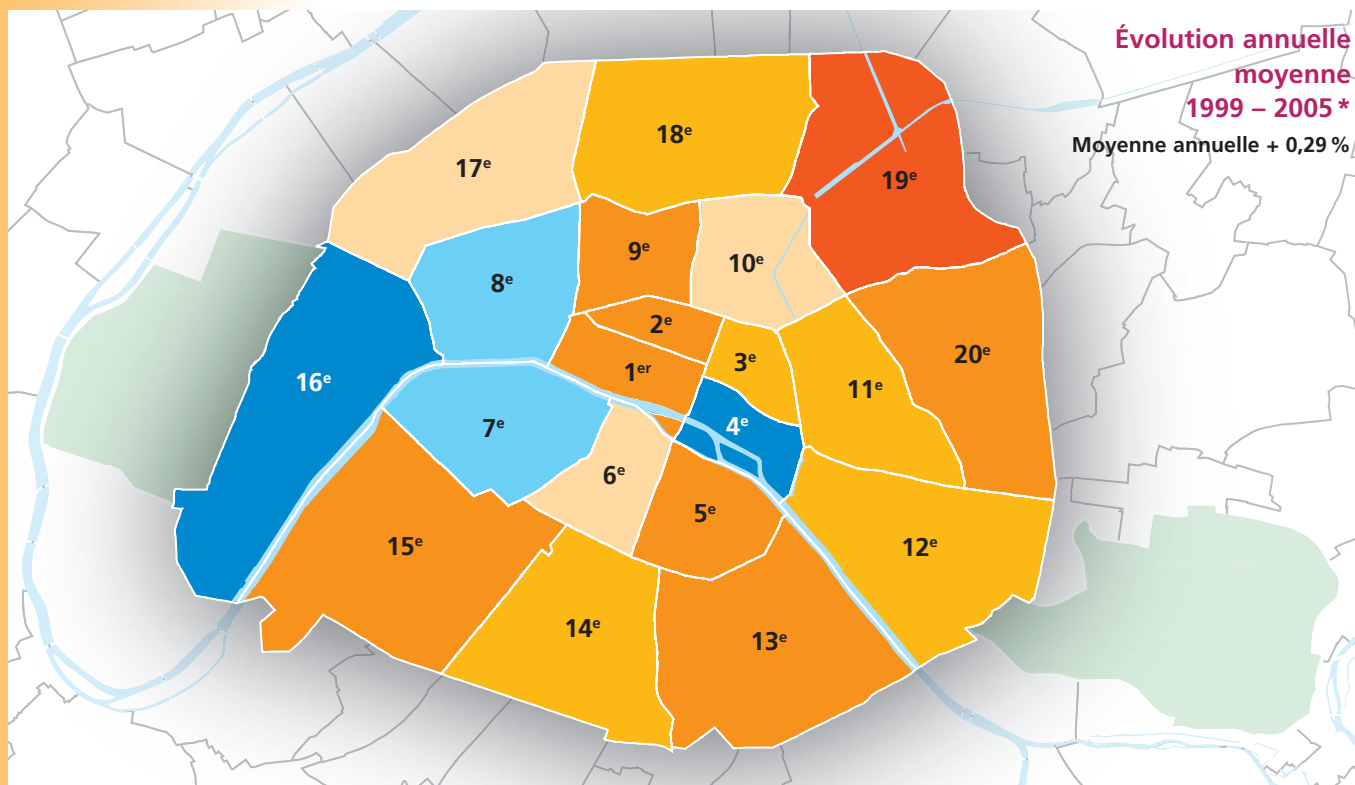 Évolution annuelle
moyenne
1999 – 2005 *
Moyenne annuelle + 0,29 %
18e
17e
19e
9e
10e
8e
2e
20e
3e
1er
16e
11e
4e
7e
6e
5e
15e
12e
14e
13e